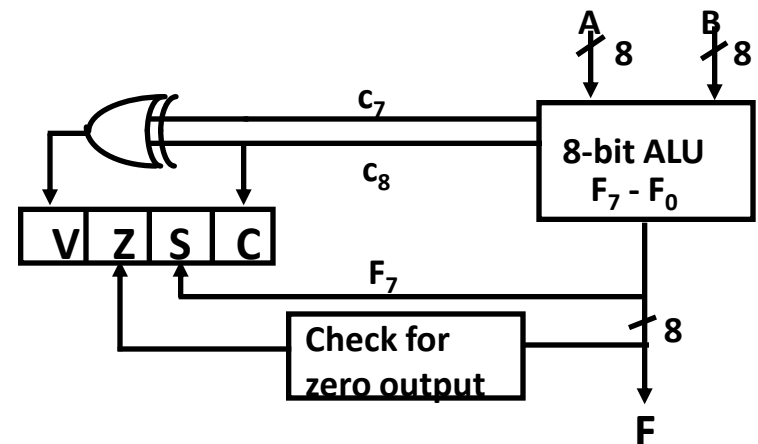 A B
8 8
c₇
8-bit ALU
c₈
F₇ - F₀
V Z S C
F₇
Check for
zero output
8
F